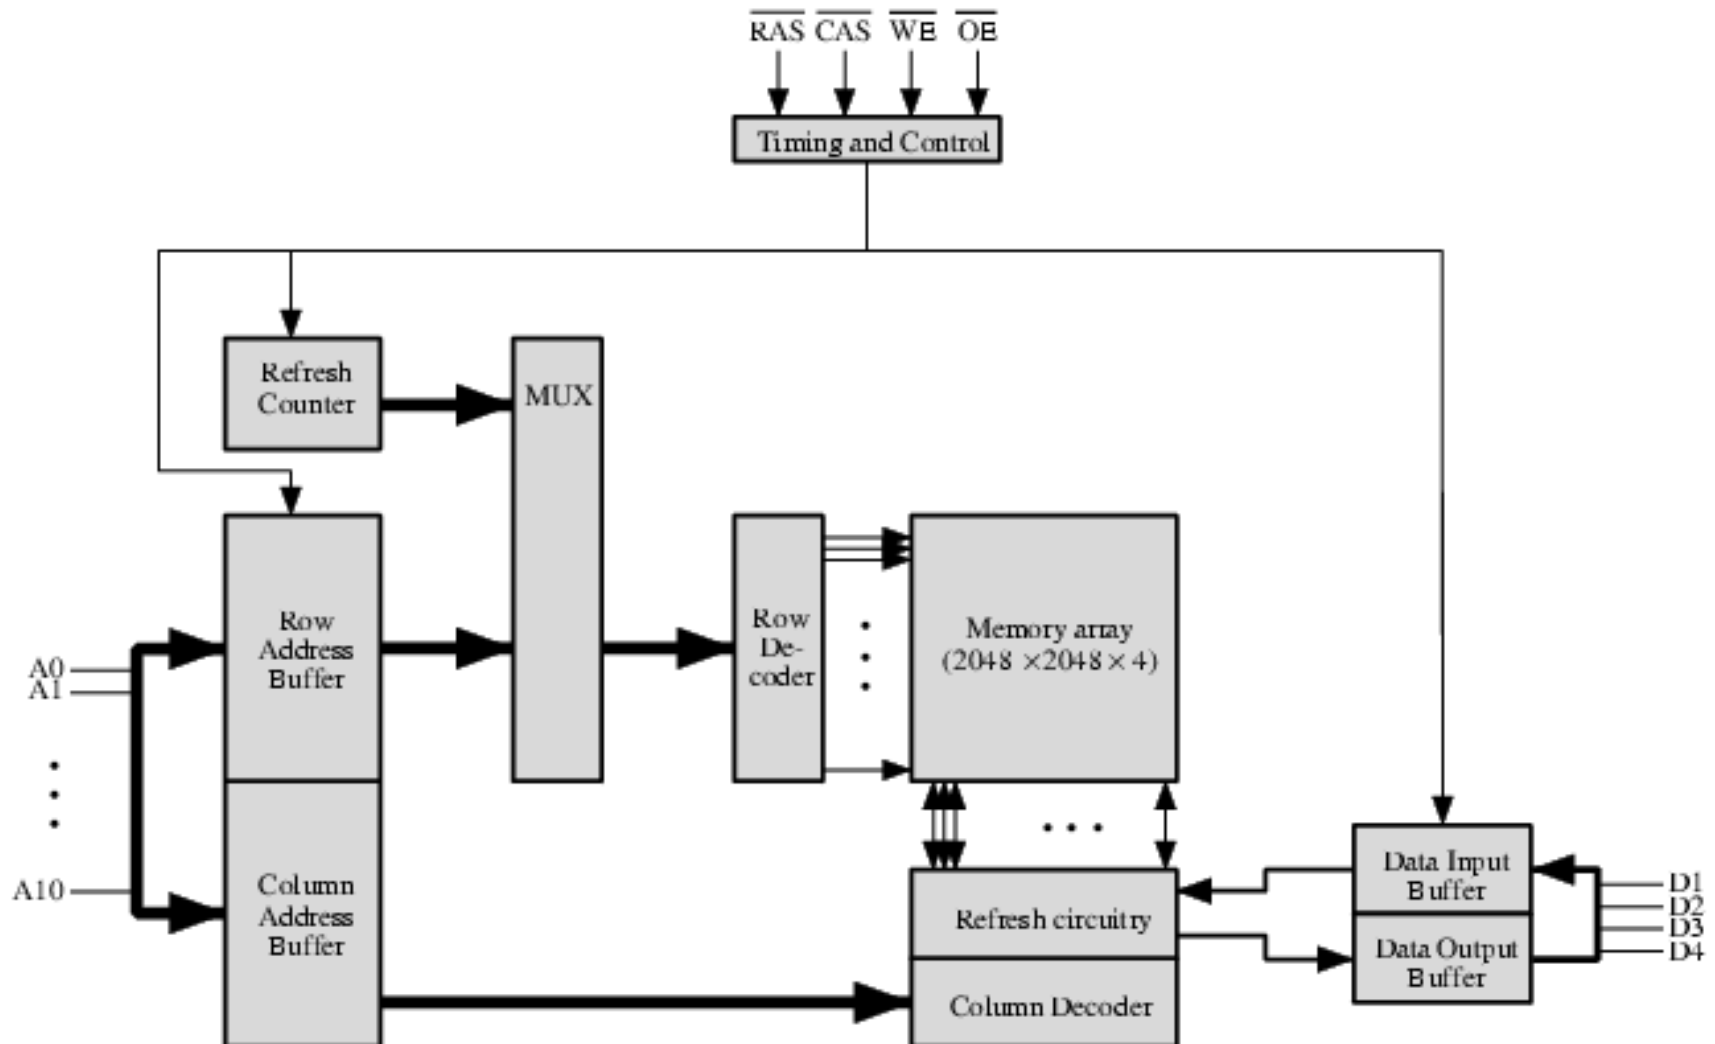 RAS CAS WE OE
Timing and Control
Refresh
Counter
MUX
Row
Address
Buffer
Row
De-
coder
Memory array
(2048 ×2048× 4)
A0
A1
A10
Column
Address
Buffer
Refresh circuitry
Column Decoder
Data Input
Buffer
Data Output
Buffer
D1
D2
D3
D4